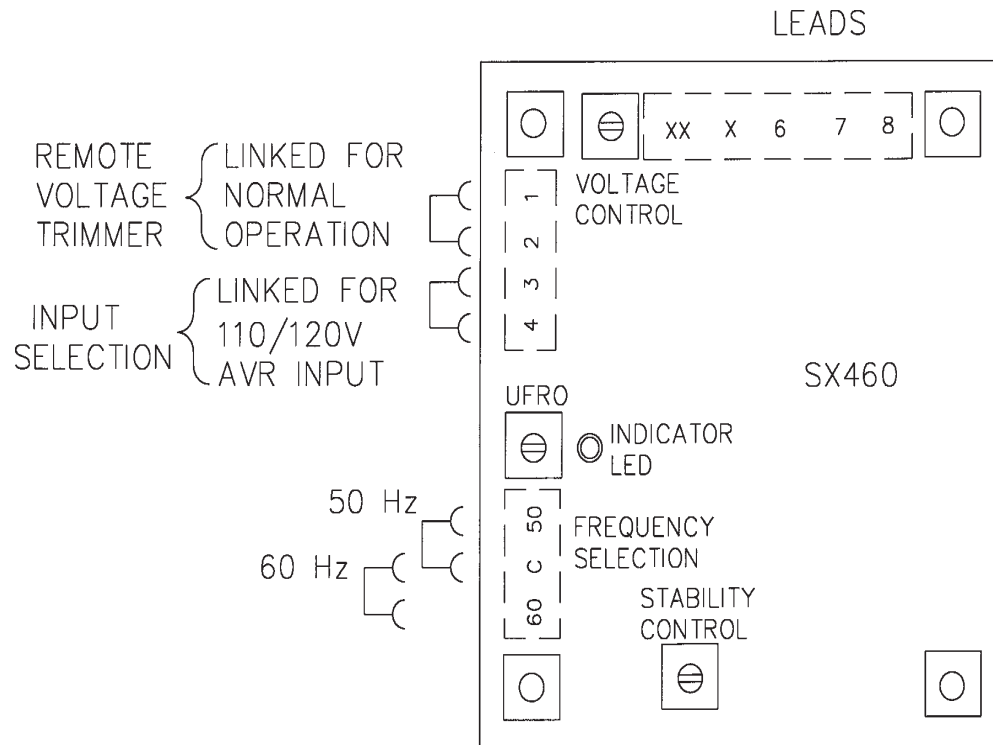 LEADS
XX X 6 7 8
VOLTAGE
CONTROL
REMOTE
VOLTAGE
TRIMMER
LINKED FOR
NORMAL
OPERATION
1
2
3
4
INPUT
SELECTION
LINKED FOR
110/120V
AVR INPUT
SX460
UFRO
INDICATOR
LED
50 Hz
60 Hz
50
C
60
FREQUENCY
SELECTION
STABILITY
CONTROL